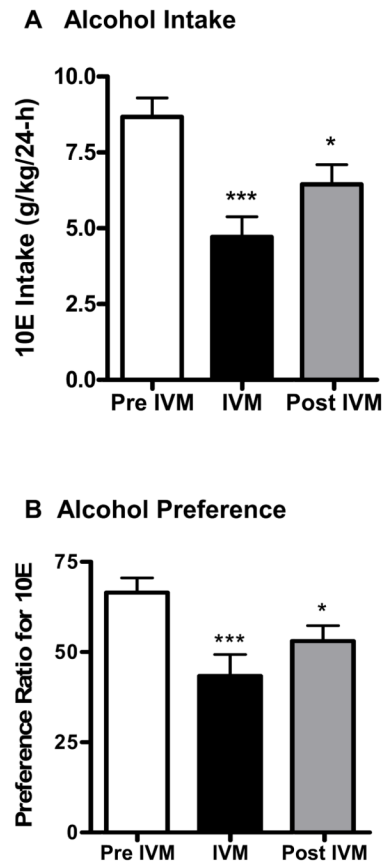 A Alcohol Intake
10E Intake (g/kg/24-h)
10.0
7.5
5.0
2.5
0.0
***
*
Pre IVM IVM Post IVM
B Alcohol Preference
Preference Ratio for 10E
75
50
25
0
***
*
Pre IVM IVM Post IVM